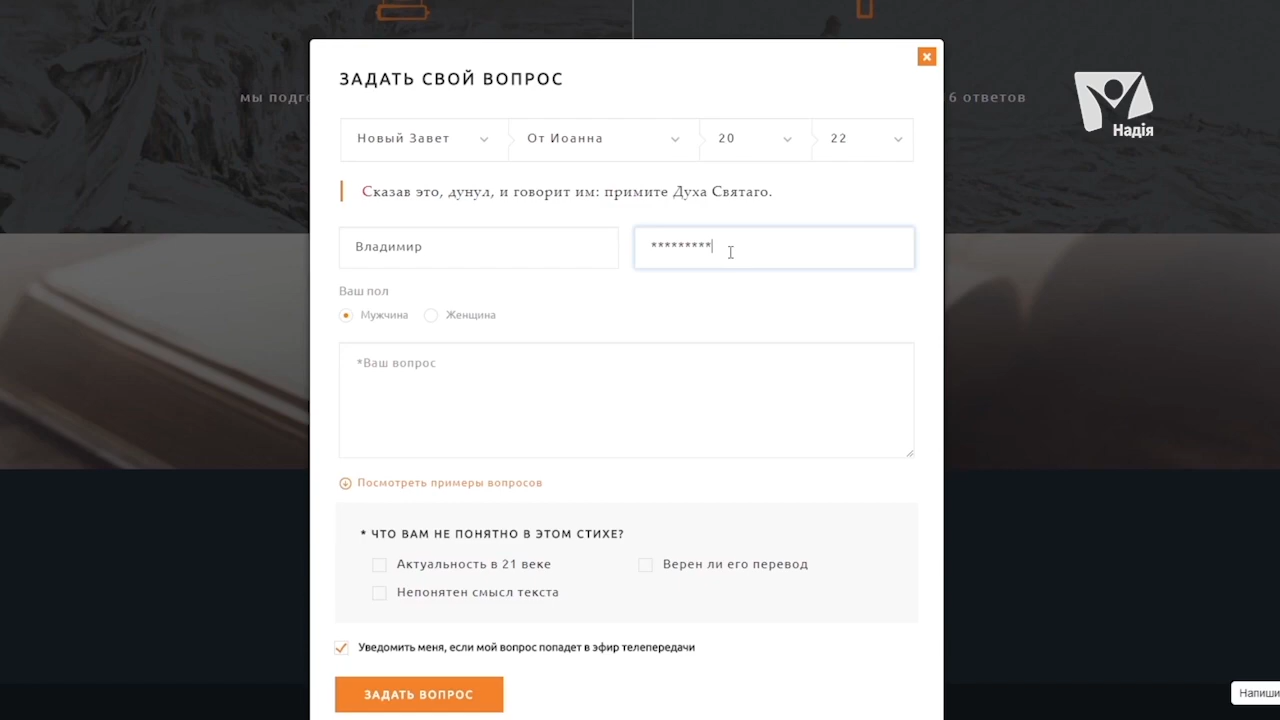 ЗАДАТЬ СВОЙ ВОПРОС
мы подго
6 ответов
Надія
Новый Завет От Иоанна 20 22
Сказав это, дунул, и говорит им: примите Духа Святаго.
Владимир *********
Ваш пол
Мужчина Женщина
*Ваш вопрос
Посмотреть примеры вопросов
* ЧТО ВАМ НЕ ПОНЯТНО В ЭТОМ СТИХЕ?
Актуальность в 21 веке Верен ли его перевод
Непонятен смысл текста
Уведомить меня, если мой вопрос попадет в эфир телепередачи
ЗАДАТЬ ВОПРОС
Напиши